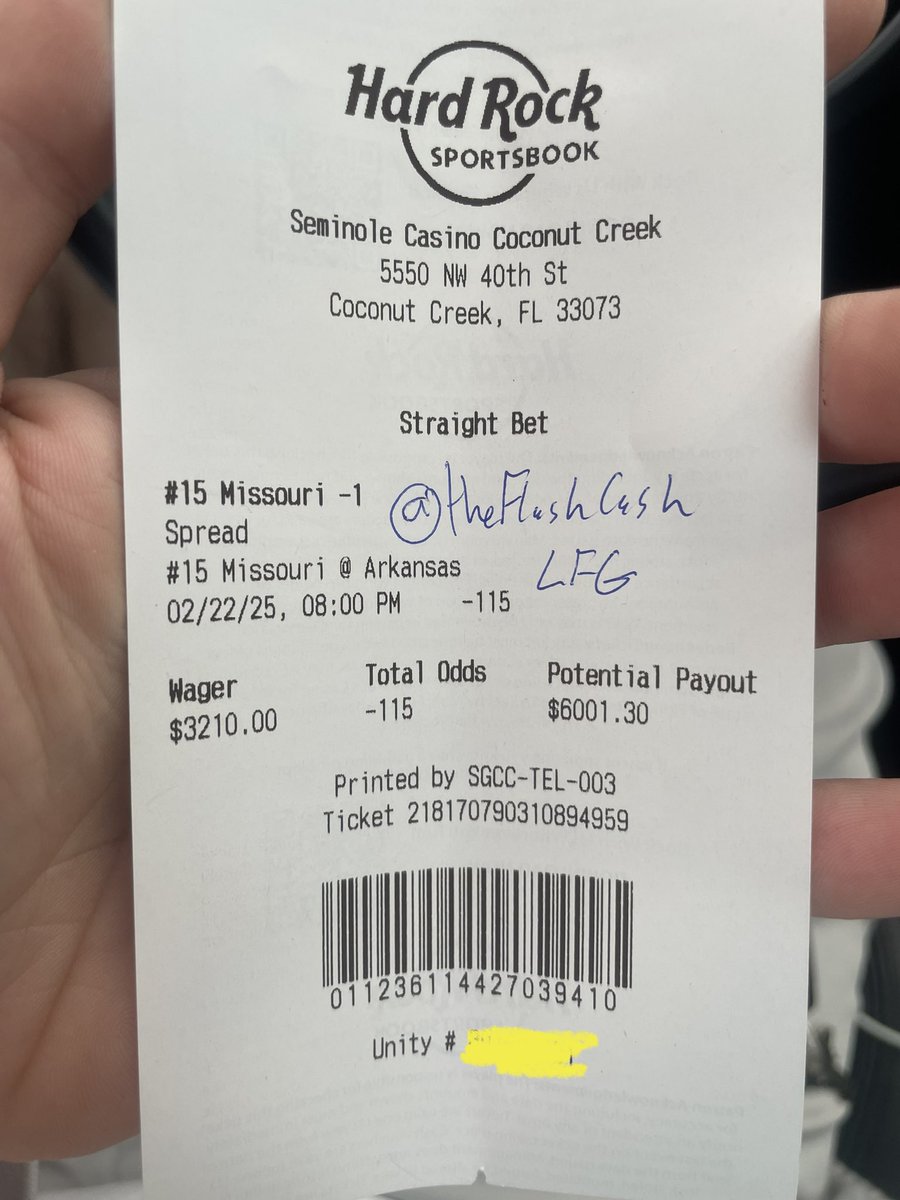 Hard Rock
SPORTSBOOK
Seminole Casino Coconut Creek
5550 NW 40th St
Coconut Creek, FL 33073
Straight Bet
#15 Missouri -1
@theFlashCash
Spread
#15 Missouri @ Arkansas
LFG
02/22/25, 08:00 PM -115
Wager Total Odds Potential Payout
$3210.00 -115 $6001.30
Printed by SGCC-TEL-003
Ticket 218170790310894959
01123611442703941​0
Unity #